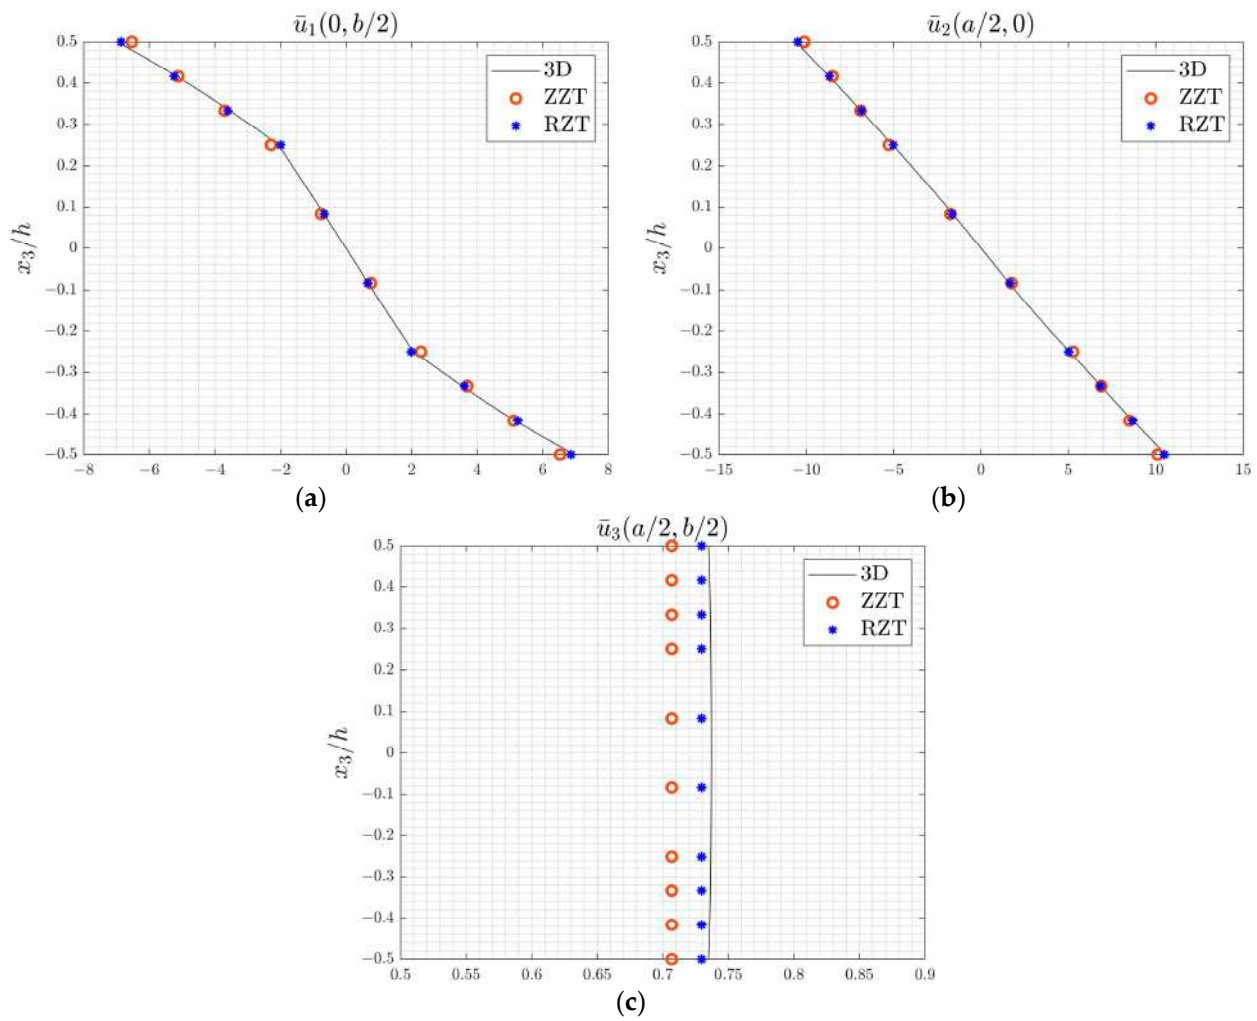 ū₁(0, b/2)
0.5
0.4
0.3
0.2
0.1
0
−0.1
−0.2
−0.3
−0.4
−0.5
x₃/h
−8 −6 −4 −2 0 2 4 6 8
3D
ZZT
RZT
(a)
ū₂(a/2, 0)
0.5
0.4
0.3
0.2
0.1
0
−0.1
−0.2
−0.3
−0.4
−0.5
x₃/h
−15 −10 −5 0 5 10 15
3D
ZZT
RZT
(b)
ū₃(a/2, b/2)
0.5
0.4
0.3
0.2
0.1
0
−0.1
−0.2
−0.3
−0.4
−0.5
x₃/h
0.5 0.55 0.6 0.65 0.7 0.75 0.8 0.85 0.9
3D
ZZT
RZT
(c)